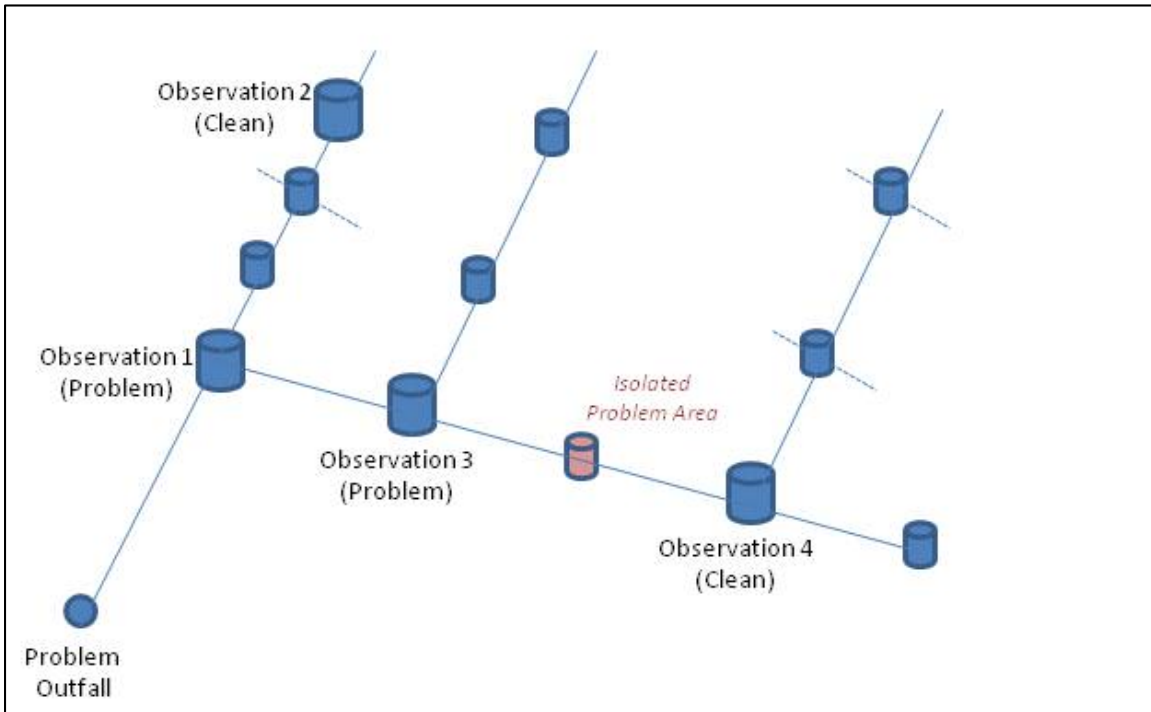 Observation 2
(Clean)
Observation 1
(Problem)
Isolated
Problem Area
Observation 3
(Problem)
Observation 4
(Clean)
Problem
Outfall